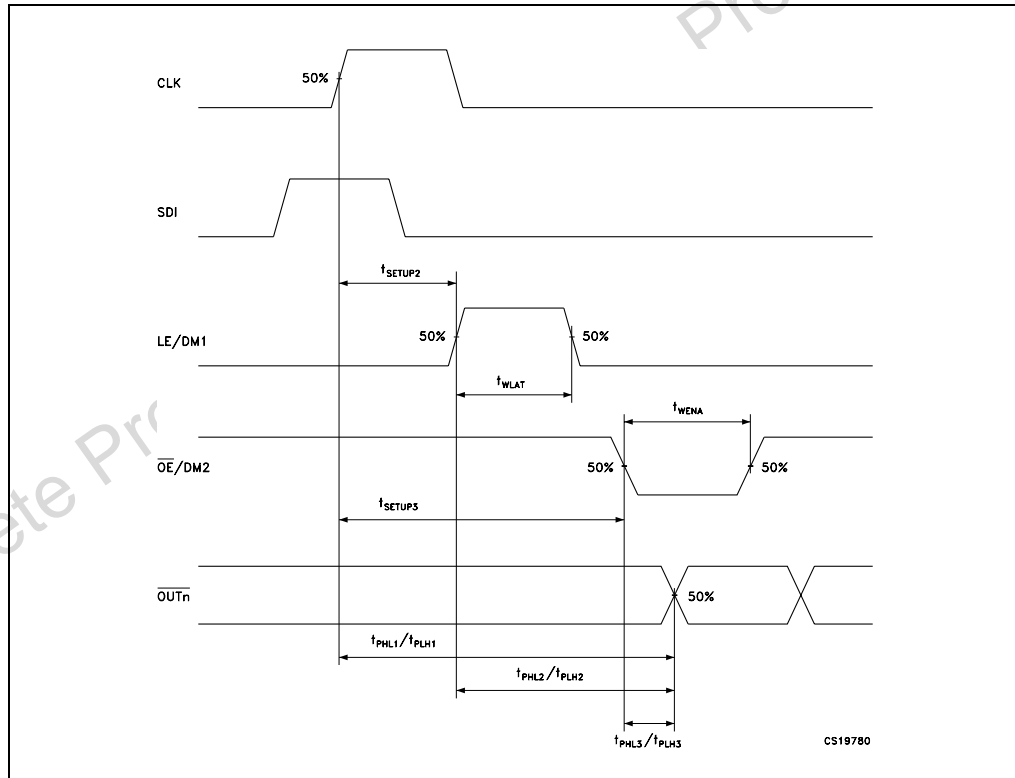 CLK
50%
SDI
tSETUP2
LE/DM1
50%
50%
tWLAT
tWENA
OE/DM2
50%
50%
tSETUP3
OUTn
50%
tPHL1/tPLH1
tPHL2/tPLH2
tPHL3/tPLH3
CS19780